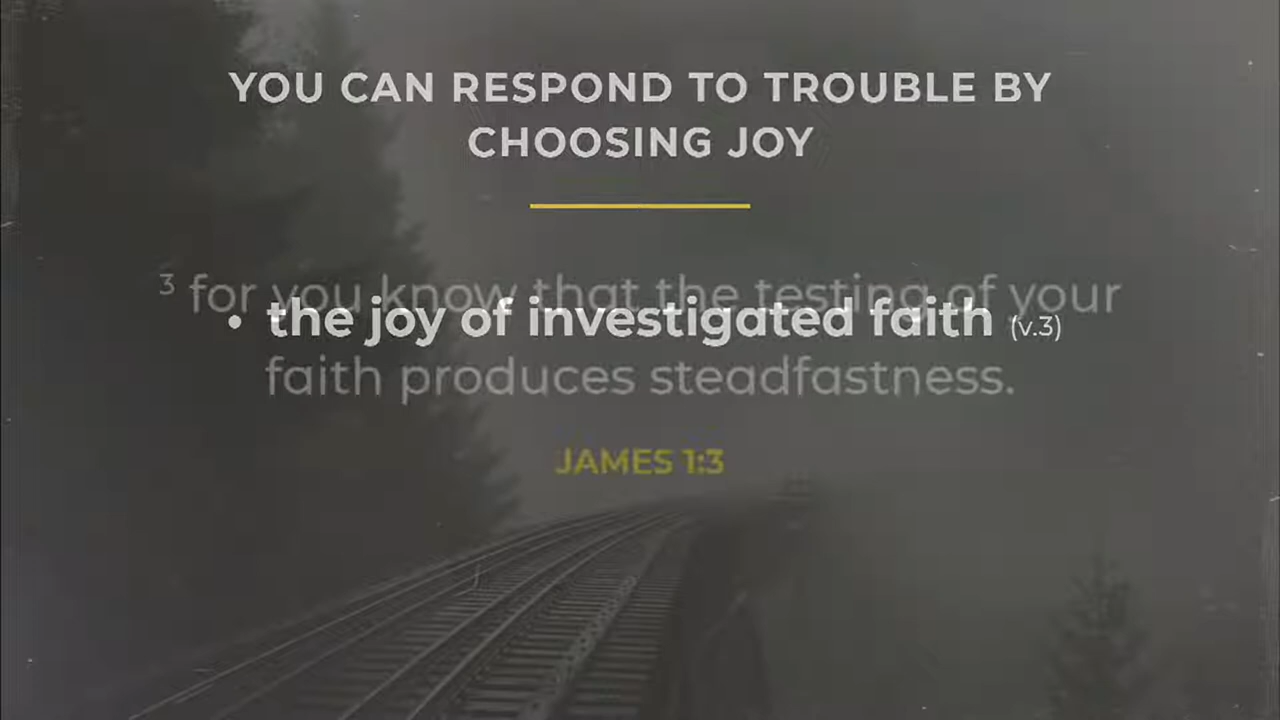 YOU CAN RESPOND TO TROUBLE BY
CHOOSING JOY
3 for you know that the testing of your
• the joy of investigated faith (v.3)
faith produces steadfastness.
JAMES 1:3